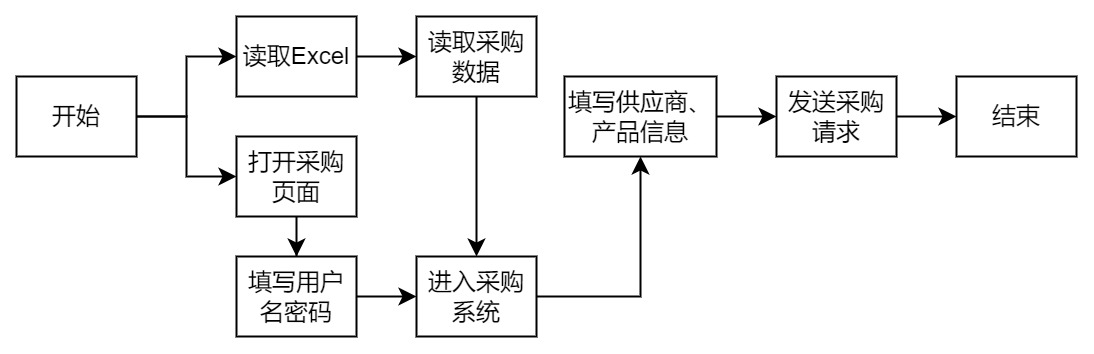 开始
读取Excel
读取采购
数据
打开采购
页面
填写用户
名密码
进入采购
系统
填写供应商、
产品信息
发送采购
请求
结束